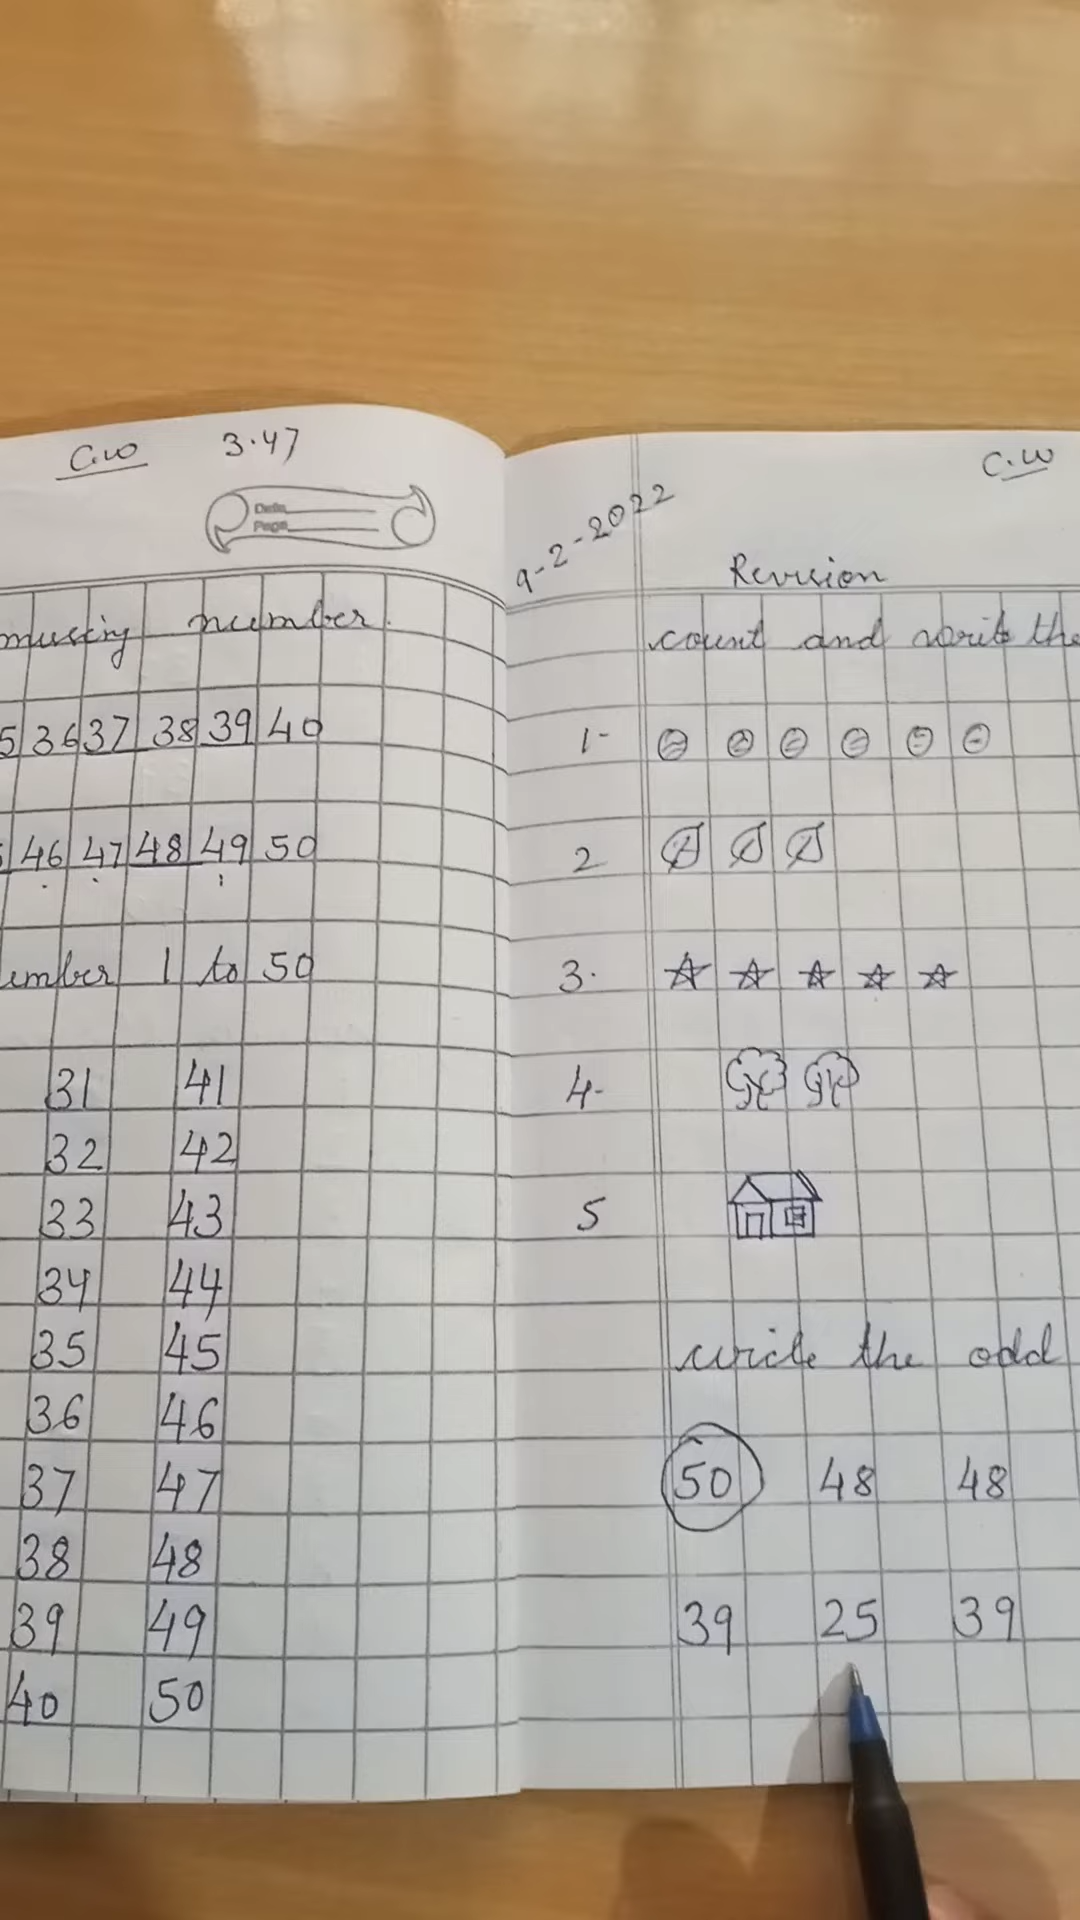 C.W 3.47
Date
Page
missing number.
5 36 37 38 39 40
46 47 48 49 50
umber 1 to 50
31 41
32 42
33 43
34 44
35 45
36 46
37 47
38 48
39 49
40 50
C.W
9-2-2022
Revision
count and write the
1-
2
3.
4-
5
circle the odd
50 48 48
39 25 39